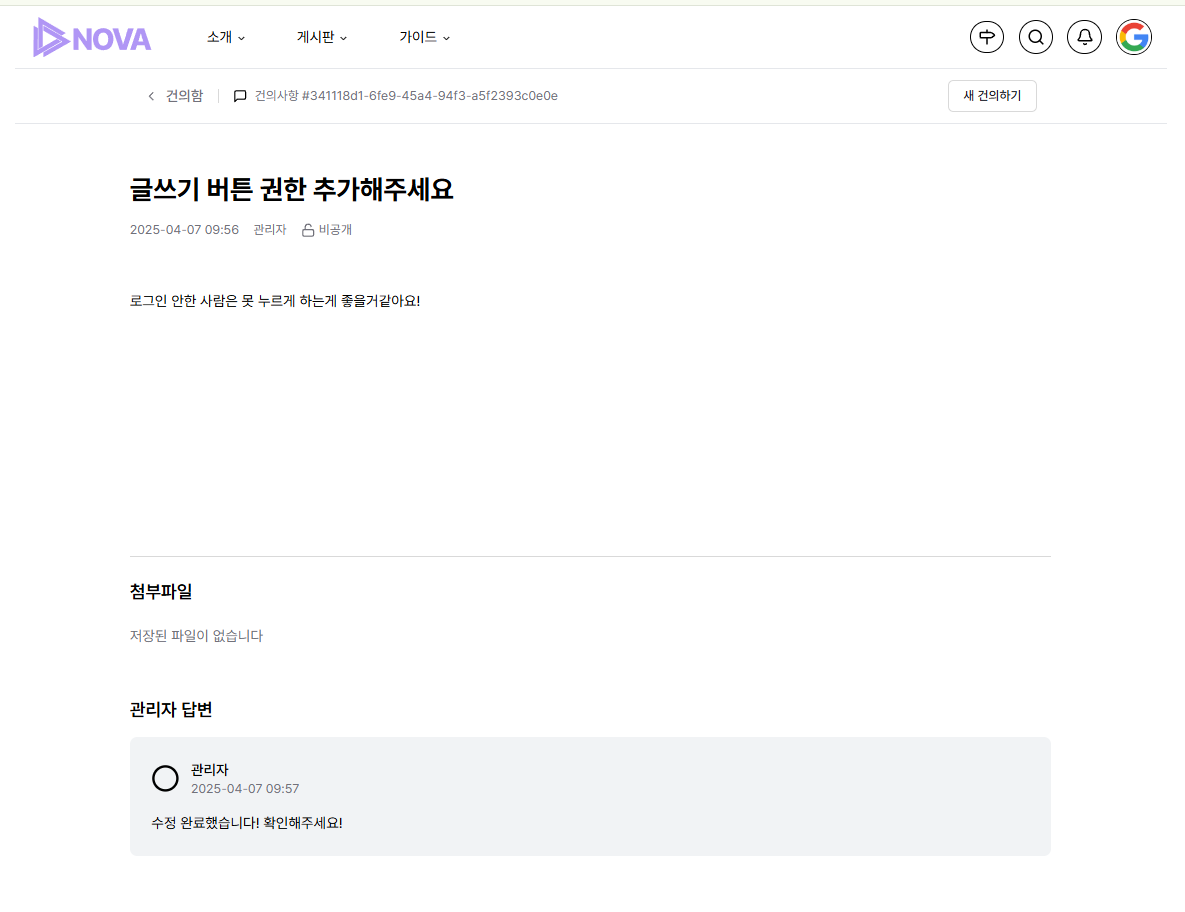 NOVA 소개 게시판 가이드
건의함 건의사항 #341118d1-6fe9-45a4-94f3-a5f2393c0e0e 새 건의하기
글쓰기 버튼 권한 추가해주세요
2025-04-07 09:56 관리자 비공개
로그인 안한 사람은 못 누르게 하는게 좋을거같아요!
첨부파일
저장된 파일이 없습니다
관리자 답변
관리자
2025-04-07 09:57
수정 완료했습니다! 확인해주세요!